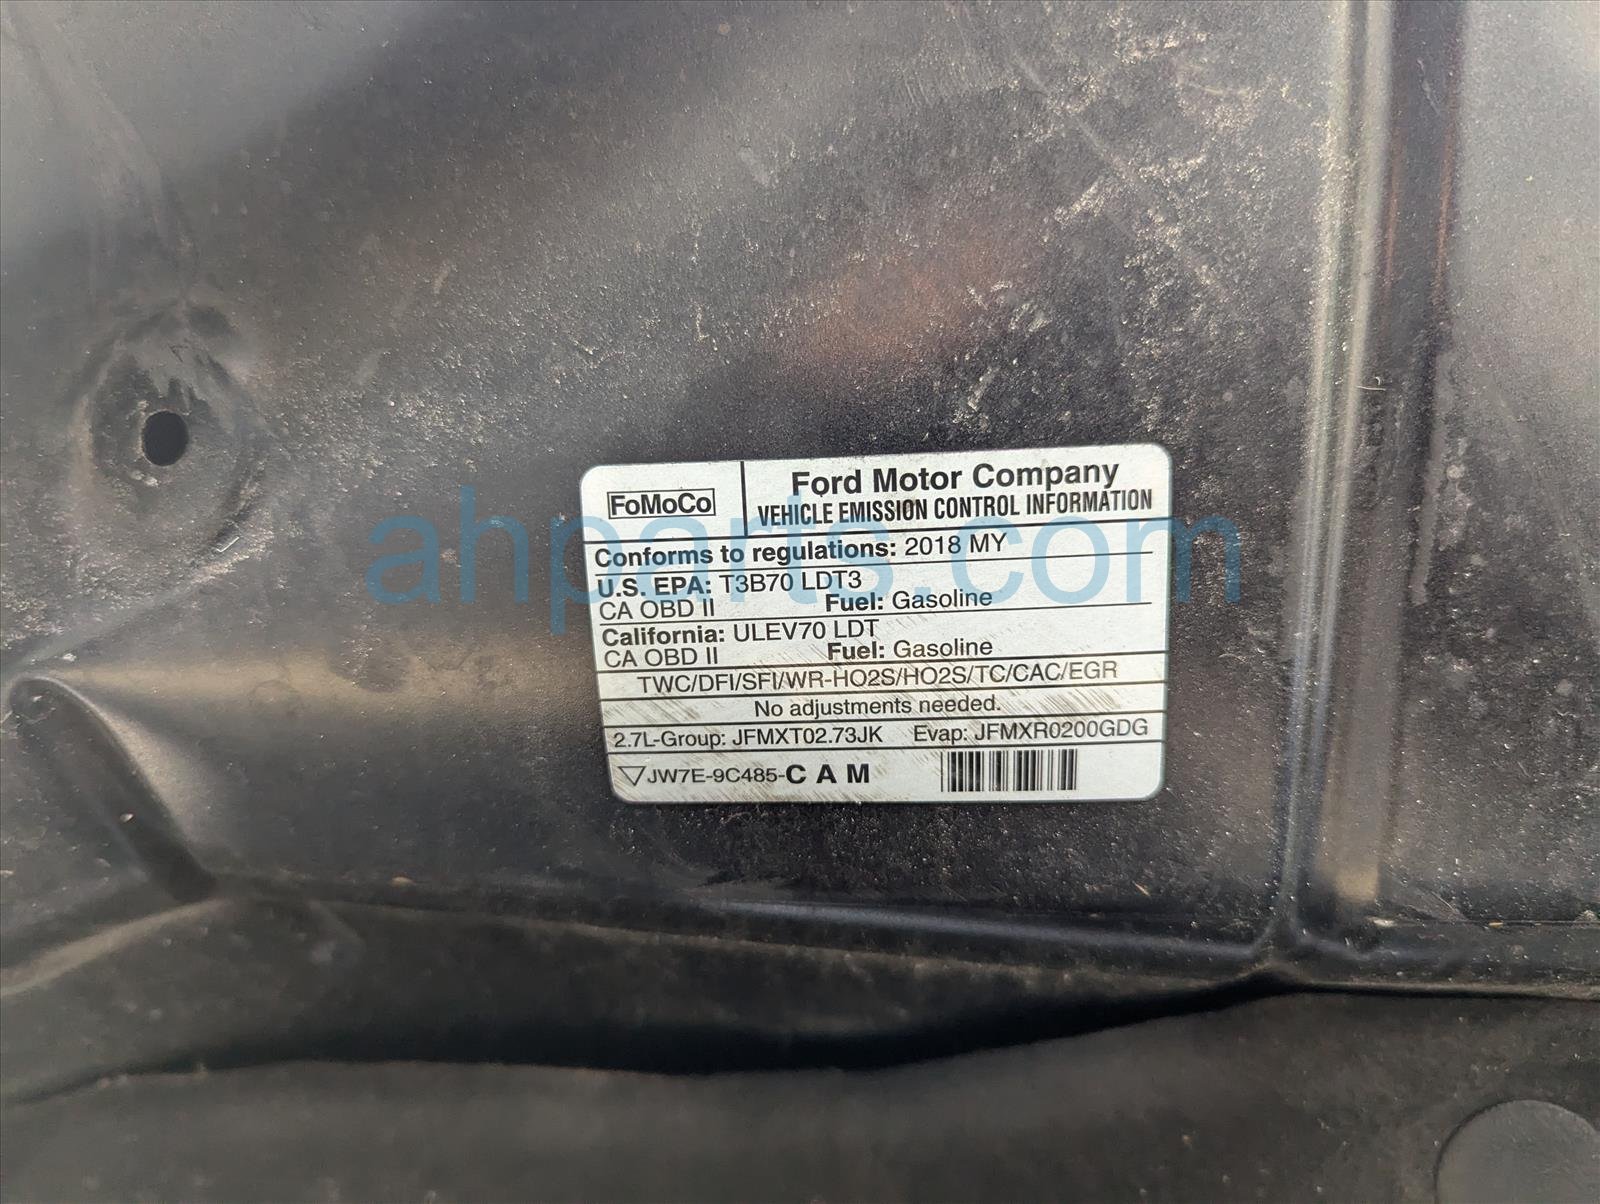 FoMoCo
Ford Motor Company
VEHICLE EMISSION CONTROL INFORMATION
Conforms to regulations: 2018 MY
U.S. EPA: T3B70 LDT3
CA OBD II Fuel: Gasoline
California: ULEV70 LDT
CA OBD II Fuel: Gasoline
TWC/DFI/SFI/WR-HO2S/HO2S/TC/CAC/EGR
No adjustments needed.
2.7L-Group: JFMXT02.73JK Evap: JFMXR0200GDG
JW7E-9C485-C A M
ahparts.com